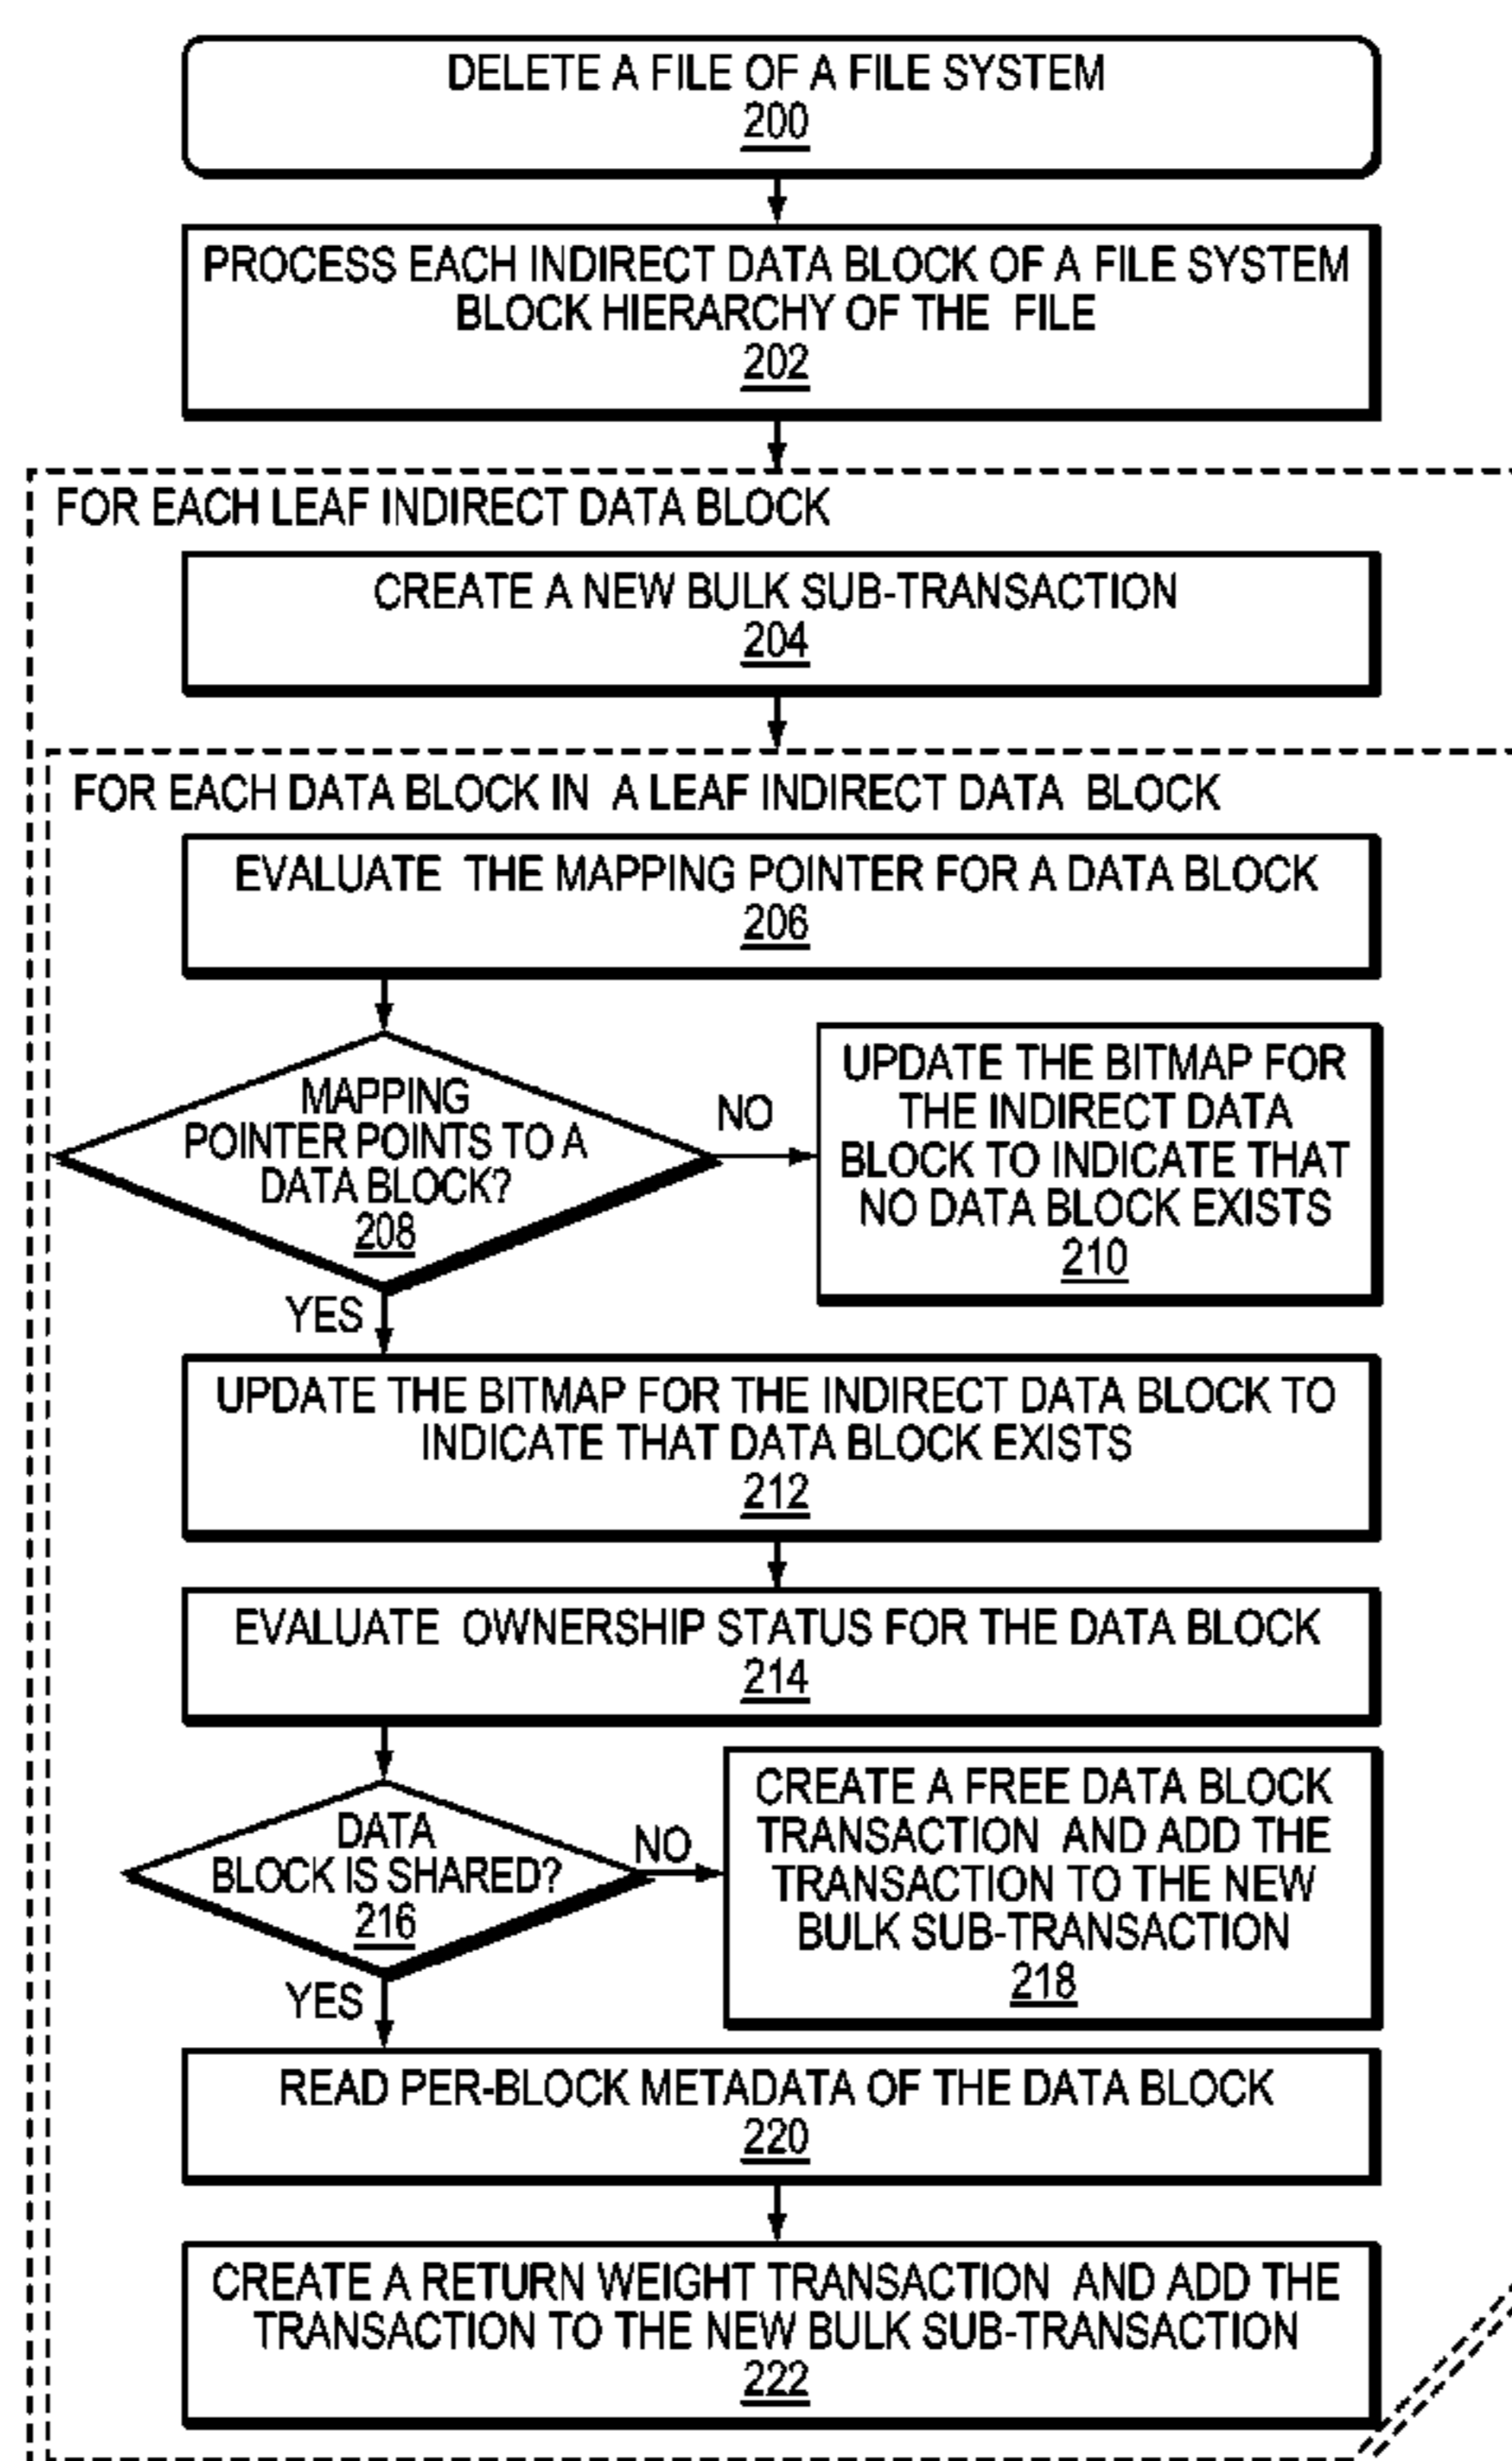 DELETE A FILE OF A FILE SYSTEM
200
PROCESS EACH INDIRECT DATA BLOCK OF A FILE SYSTEM
BLOCK HIERARCHY OF THE FILE
202
FOR EACH LEAF INDIRECT DATA BLOCK
CREATE A NEW BULK SUB-TRANSACTION
204
FOR EACH DATA BLOCK IN A LEAF INDIRECT DATA BLOCK
EVALUATE THE MAPPING POINTER FOR A DATA BLOCK
206
MAPPING
POINTER POINTS TO A
DATA BLOCK?
208
NO
UPDATE THE BITMAP FOR
THE INDIRECT DATA
BLOCK TO INDICATE THAT
NO DATA BLOCK EXISTS
210
YES
UPDATE THE BITMAP FOR THE INDIRECT DATA BLOCK TO
INDICATE THAT DATA BLOCK EXISTS
212
EVALUATE OWNERSHIP STATUS FOR THE DATA BLOCK
214
DATA
BLOCK IS SHARED?
216
NO
CREATE A FREE DATA BLOCK
TRANSACTION AND ADD THE
TRANSACTION TO THE NEW
BULK SUB-TRANSACTION
218
YES
READ PER-BLOCK METADATA OF THE DATA BLOCK
220
CREATE A RETURN WEIGHT TRANSACTION AND ADD THE
TRANSACTION TO THE NEW BULK SUB-TRANSACTION
222